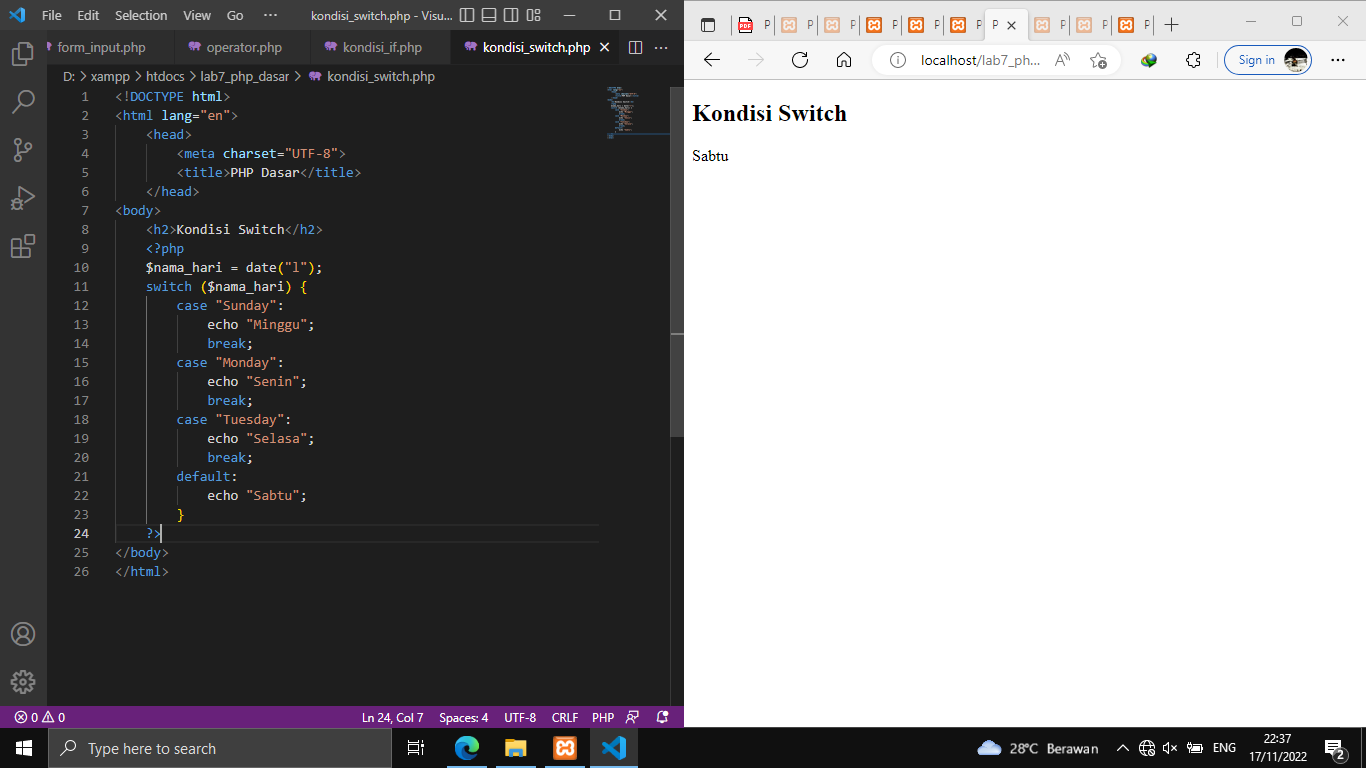 File Edit Selection View Go ··· kondisi_switch.php - Visu...
form_input.php operator.php kondisi_if.php kondisi_switch.php
D: > xampp > htdocs > lab7_php_dasar > kondisi_switch.php
1 <!DOCTYPE html>
2 <html lang="en">
3 <head>
4 <meta charset="UTF-8">
5 <title>PHP Dasar</title>
6 </head>
7 <body>
8 <h2>Kondisi Switch</h2>
9 <?php
10 $nama_hari = date("l");
11 switch ($nama_hari) {
12 case "Sunday":
13 echo "Minggu";
14 break;
15 case "Monday":
16 echo "Senin";
17 break;
18 case "Tuesday":
19 echo "Selasa";
20 break;
21 default:
22 echo "Sabtu";
23 }
24 ?>
25 </body>
26 </html>
0 0 Ln 24, Col 7 Spaces: 4 UTF-8 CRLF PHP
PDF P P P P P P P P P P
localhost/lab7_ph... A Sign in
Kondisi Switch
Sabtu
Type here to search 28°C Berawan ENG 22:37
17/11/2022 2